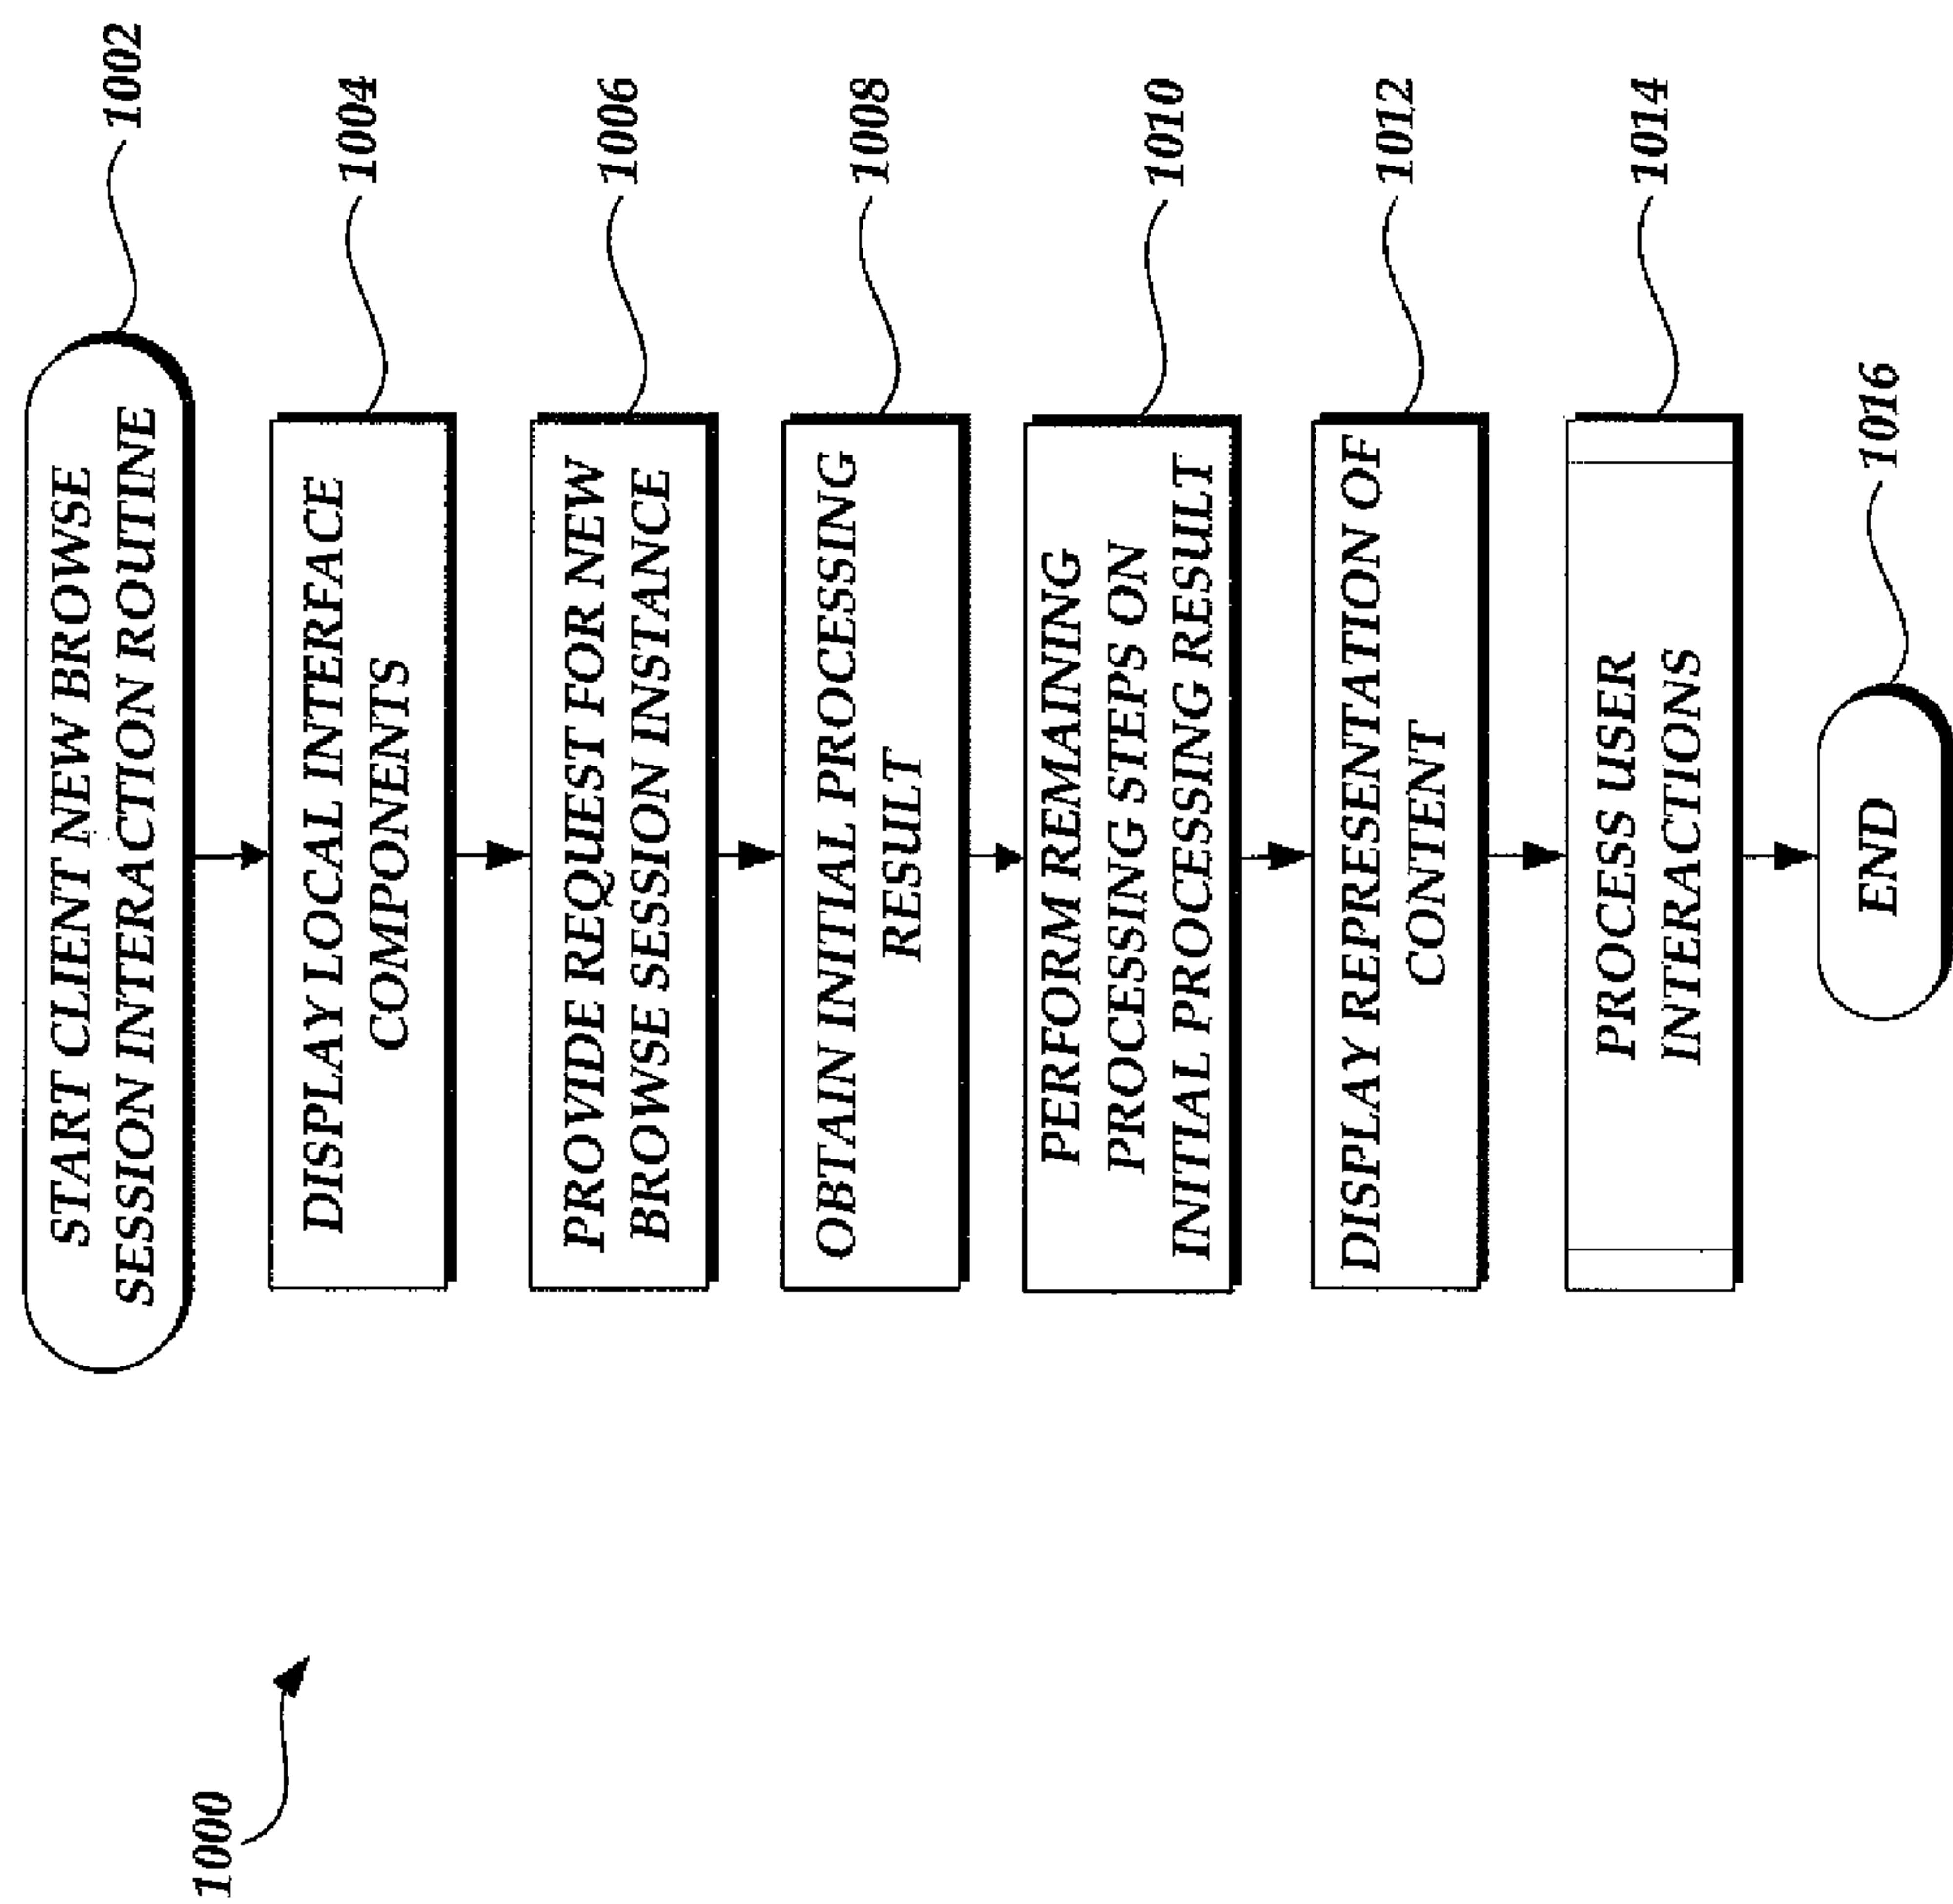 1000
START CLIENT NEW BROWSE
SESSION INTERACTION ROUTINE
1002
DISPLAY LOCAL INTERFACE
COMPONENTS
1004
PROVIDE REQUEST FOR NEW
BROWSE SESSION INSTANCE
1006
OBTAIN INITIAL PROCESSING
RESULT
1008
PERFORM REMAINING
PROCESSING STEPS ON
INITIAL PROCESSING RESULT
1010
DISPLAY REPRESENTATION OF
CONTENT
1012
PROCESS USER
INTERACTIONS
1014
END
1016